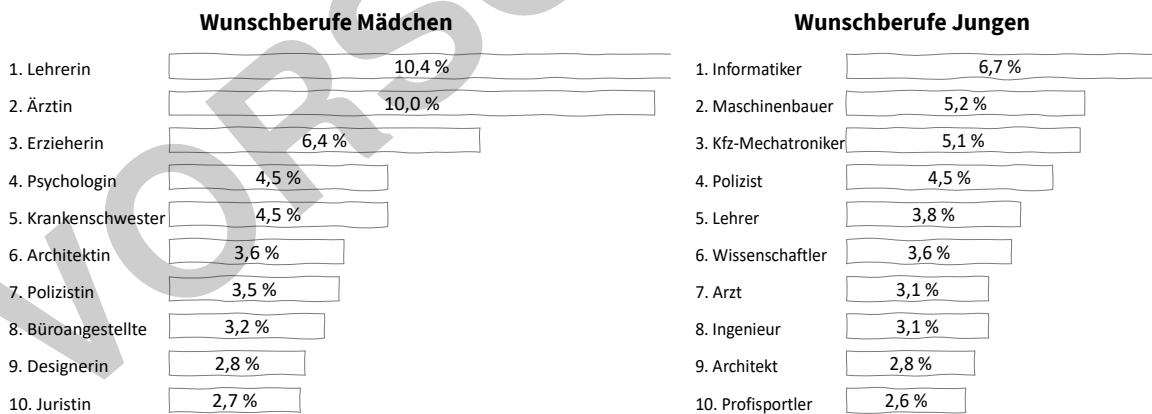 Wunschberufe Mädchen
1. Lehrerin 10,4 %
2. Ärztin 10,0 %
3. Erzieherin 6,4 %
4. Psychologin 4,5 %
5. Krankenschwester 4,5 %
6. Architektin 3,6 %
7. Polizistin 3,5 %
8. Büroangestellte 3,2 %
9. Designerin 2,8 %
10. Juristin 2,7 %
Wunschberufe Jungen
1. Informatiker 6,7 %
2. Maschinenbauer 5,2 %
3. Kfz-Mechatroniker 5,1 %
4. Polizist 4,5 %
5. Lehrer 3,8 %
6. Wissenschaftler 3,6 %
7. Arzt 3,1 %
8. Ingenieur 3,1 %
9. Architekt 2,8 %
10. Profisportler 2,6 %
VORS